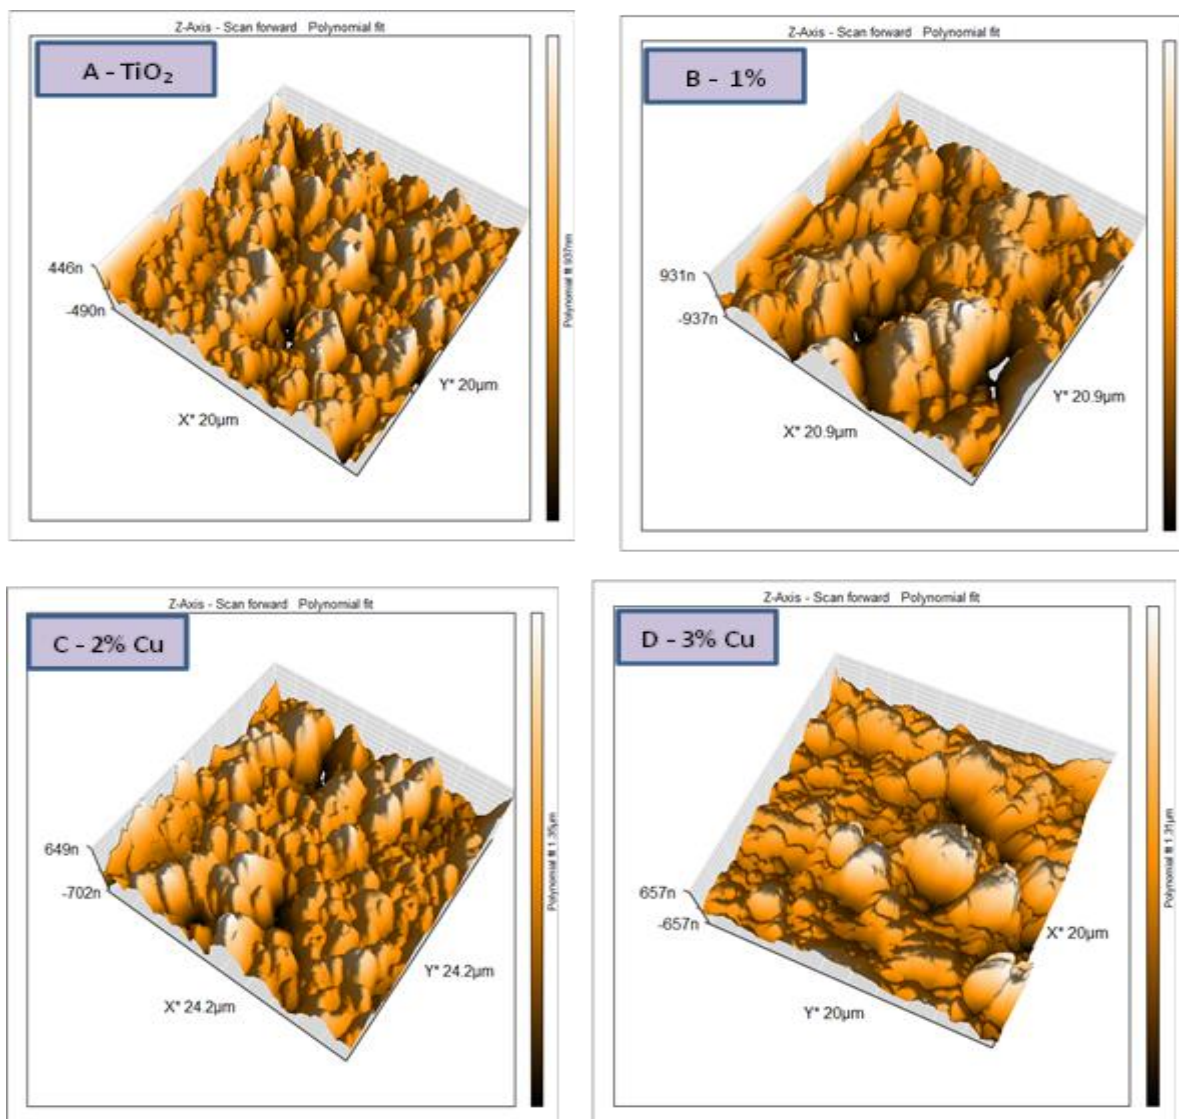 Z-Axis - Scan forward Polynomial fit
A - TiO₂
446n
-490n
X* 20µm
Y* 20µm
Polynomial fit 937nm
Z-Axis - Scan forward Polynomial fit
B - 1%
931n
-937n
X* 20.9µm
Y* 20.9µm
Z-Axis - Scan forward Polynomial fit
C - 2% Cu
649n
-702n
X* 24.2µm
Y* 24.2µm
Polynomial fit 1.35µm
Z-Axis - Scan forward Polynomial fit
D - 3% Cu
657n
-657n
Y* 20µm
X* 20µm
Polynomial fit 1.31µm